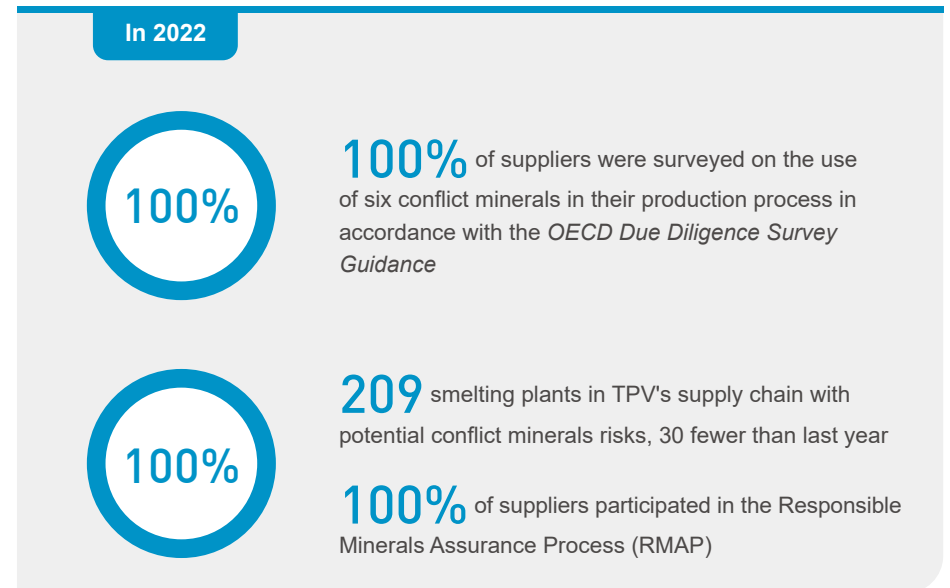 In 2022
100%
100% of suppliers were surveyed on the use
of six conflict minerals in their production process in
accordance with the OECD Due Diligence Survey
Guidance
100%
209 smelting plants in TPV's supply chain with
potential conflict minerals risks, 30 fewer than last year
100% of suppliers participated in the Responsible
Minerals Assurance Process (RMAP)